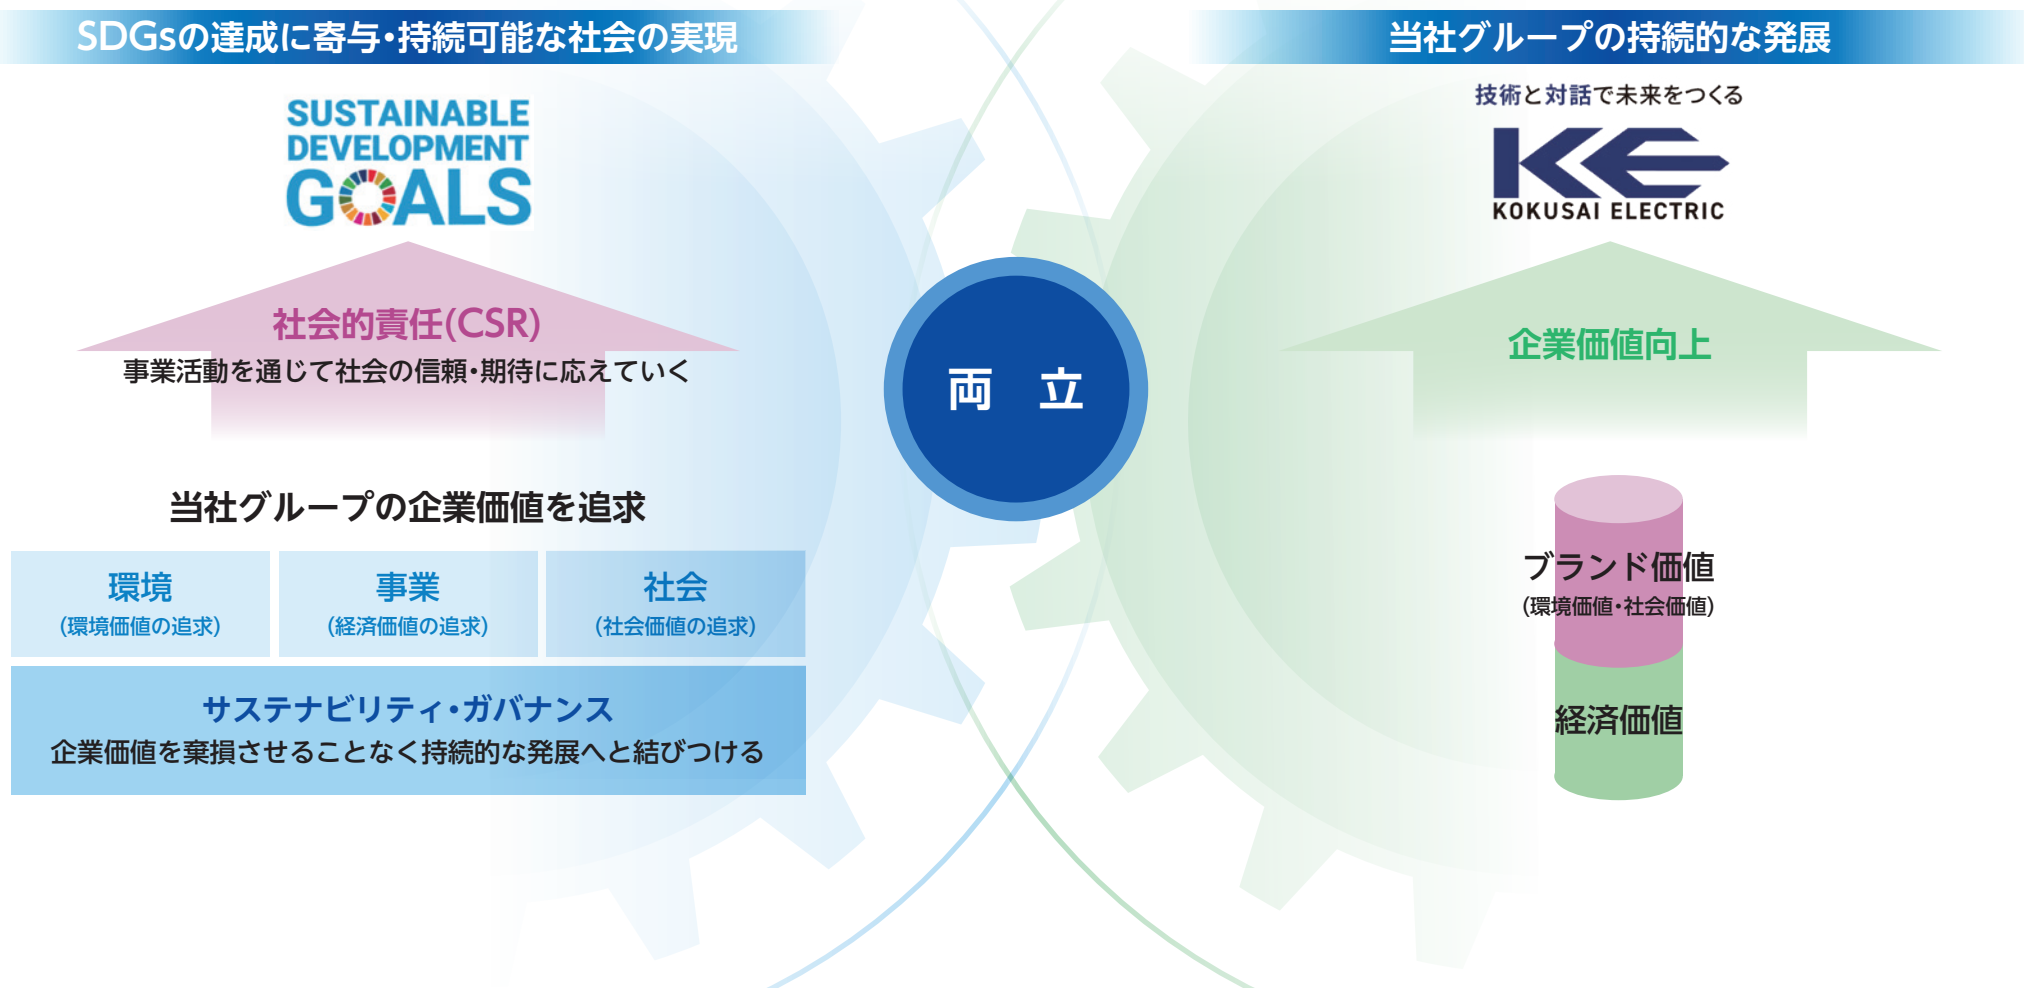 SDGsの達成に寄与・持続可能な社会の実現
SUSTAINABLE
DEVELOPMENT
GOALS
社会的責任(CSR)
事業活動を通じて社会の信頼・期待に応えていく
当社グループの企業価値を追求
環境
(環境価値の追求)
事業
(経済価値の追求)
社会
(社会価値の追求)
サステナビリティ・ガバナンス
企業価値を棄損させることなく持続的な発展へと結びつける
両 立
当社グループの持続的な発展
技術と対話で未来をつくる
KE
KOKUSAI ELECTRIC
企業価値向上
ブランド価値
(環境価値・社会価値)
経済価値